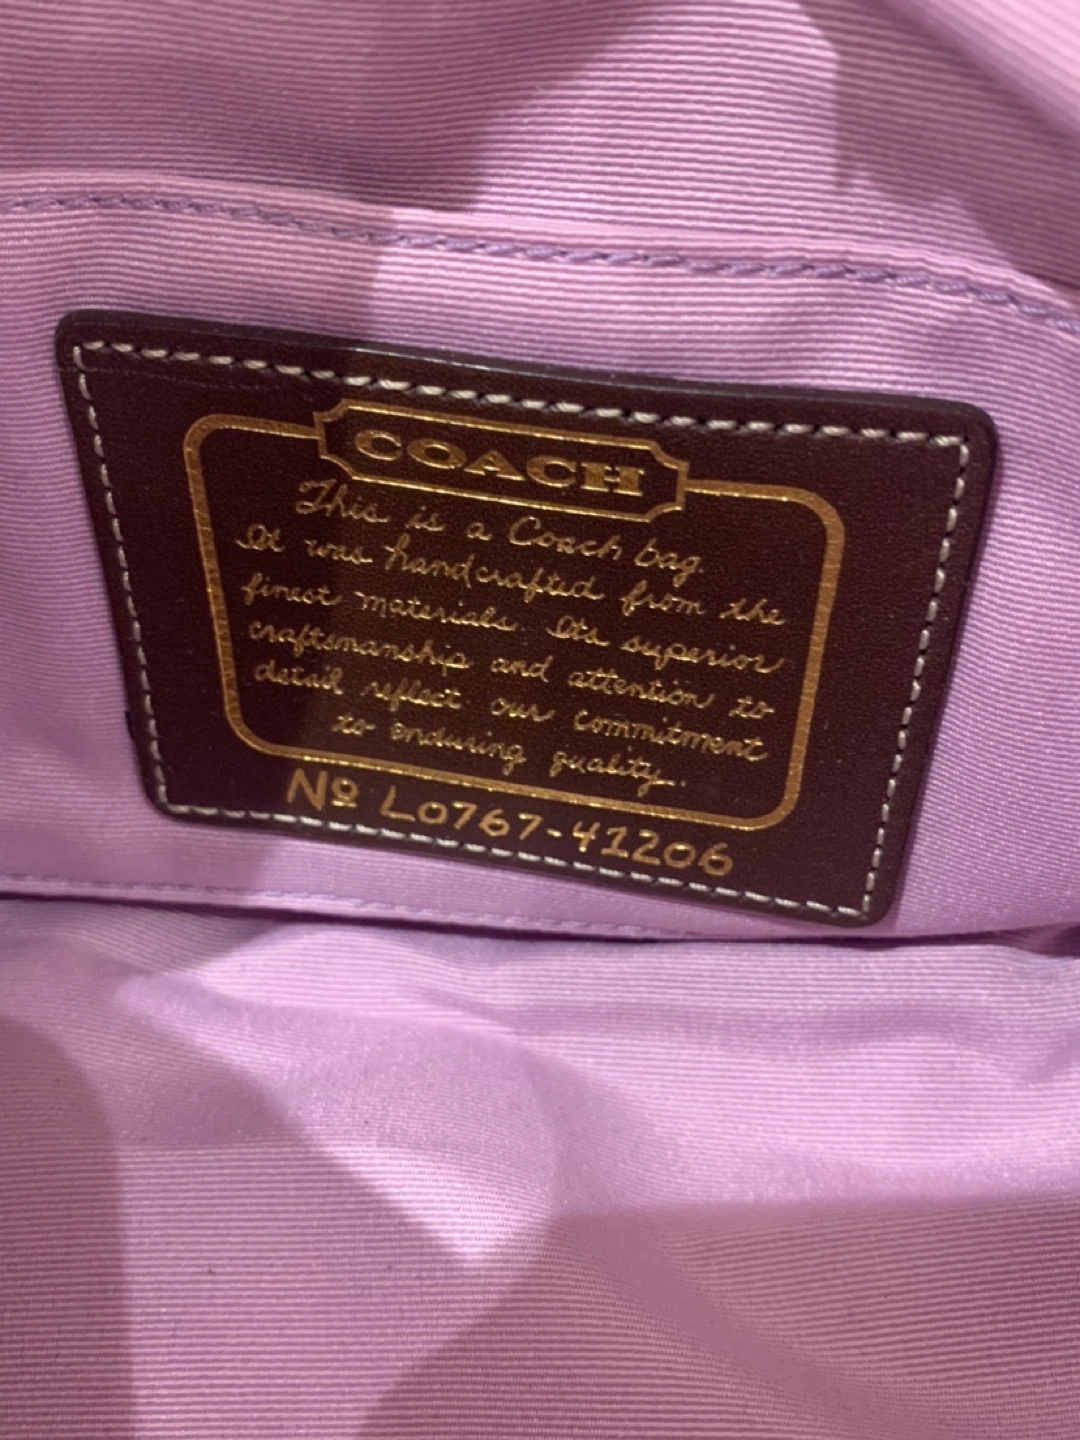 COACH
This is a Coach bag.
It was handcrafted from the
finest materials. Its superior
craftsmanship and attention to
detail reflect our commitment
to enduring quality.
Nº L0767-41206